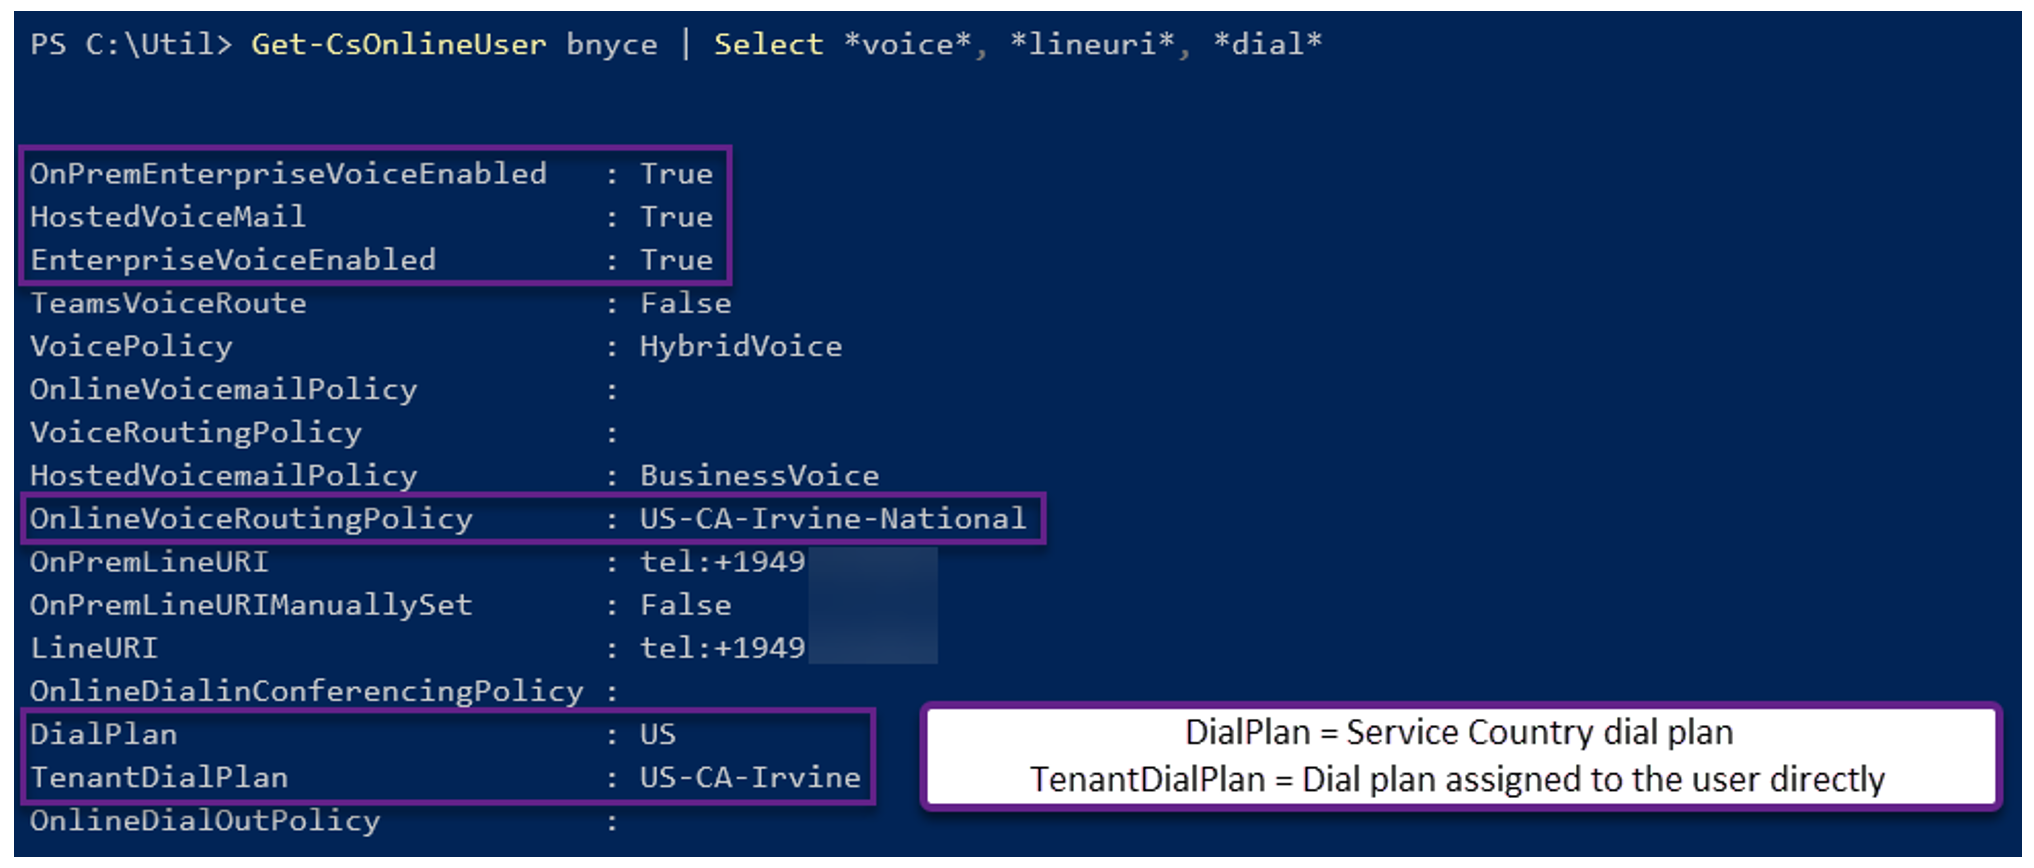 PS C:\Util> Get-CsOnlineUser bnyce | Select *voice*, *lineuri*, *dial*
OnPremEnterpriseVoiceEnabled : True
HostedVoiceMail : True
EnterpriseVoiceEnabled : True
TeamsVoiceRoute : False
VoicePolicy : HybridVoice
OnlineVoicemailPolicy :
VoiceRoutingPolicy :
HostedVoicemailPolicy : BusinessVoice
OnlineVoiceRoutingPolicy : US-CA-Irvine-National
OnPremLineURI : tel:+1949
OnPremLineURIManuallySet : False
LineURI : tel:+1949
OnlineDialinConferencingPolicy :
DialPlan : US
TenantDialPlan : US-CA-Irvine
OnlineDialOutPolicy :
DialPlan = Service Country dial plan
TenantDialPlan = Dial plan assigned to the user directly